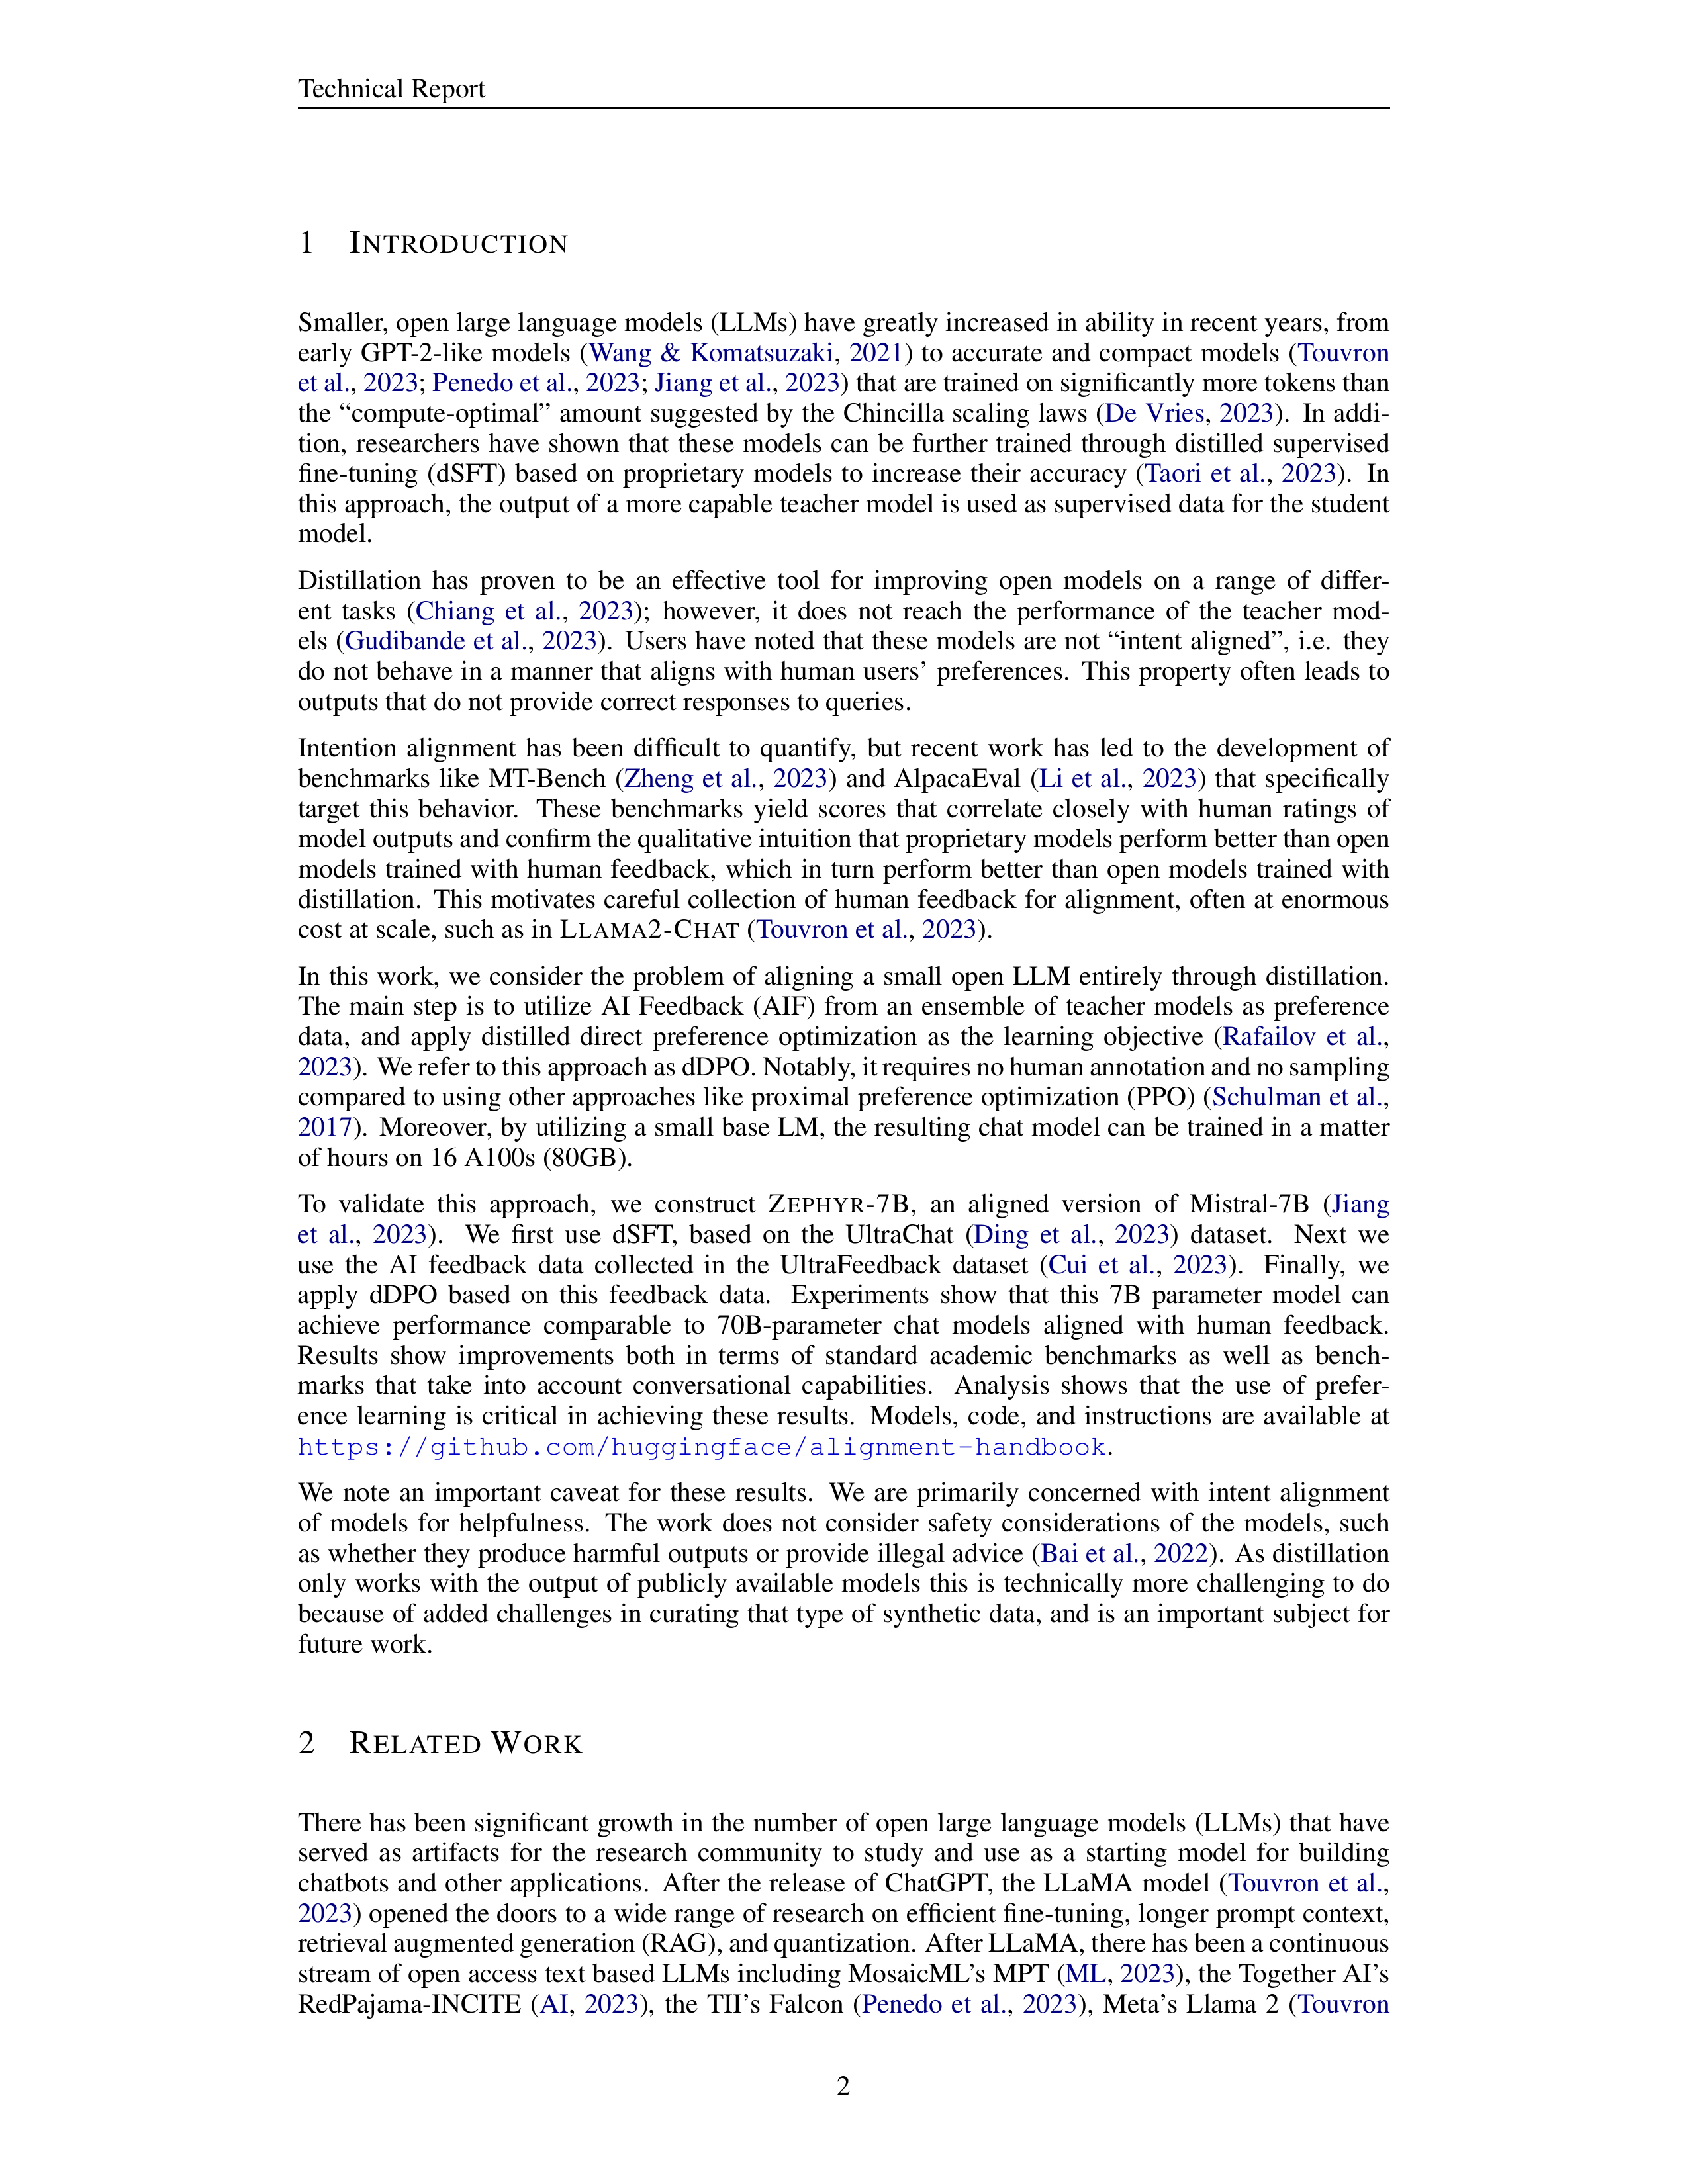 Technical Report
1 INTRODUCTION
Smaller, open large language models (LLMs) have greatly increased in ability in recent years, from
early GPT-2-like models (Wang & Komatsuzaki, 2021) to accurate and compact models (Touvron
et al., 2023; Penedo et al., 2023; Jiang et al., 2023) that are trained on significantly more tokens than
the “compute-optimal” amount suggested by the Chincilla scaling laws (De Vries, 2023). In addi-
tion, researchers have shown that these models can be further trained through distilled supervised
fine-tuning (dSFT) based on proprietary models to increase their accuracy (Taori et al., 2023). In
this approach, the output of a more capable teacher model is used as supervised data for the student
model.
Distillation has proven to be an effective tool for improving open models on a range of differ-
ent tasks (Chiang et al., 2023); however, it does not reach the performance of the teacher mod-
els (Gudibande et al., 2023). Users have noted that these models are not “intent aligned”, i.e. they
do not behave in a manner that aligns with human users’ preferences. This property often leads to
outputs that do not provide correct responses to queries.
Intention alignment has been difficult to quantify, but recent work has led to the development of
benchmarks like MT-Bench (Zheng et al., 2023) and AlpacaEval (Li et al., 2023) that specifically
target this behavior. These benchmarks yield scores that correlate closely with human ratings of
model outputs and confirm the qualitative intuition that proprietary models perform better than open
models trained with human feedback, which in turn perform better than open models trained with
distillation. This motivates careful collection of human feedback for alignment, often at enormous
cost at scale, such as in LLAMA2-CHAT (Touvron et al., 2023).
In this work, we consider the problem of aligning a small open LLM entirely through distillation.
The main step is to utilize AI Feedback (AIF) from an ensemble of teacher models as preference
data, and apply distilled direct preference optimization as the learning objective (Rafailov et al.,
2023). We refer to this approach as dDPO. Notably, it requires no human annotation and no sampling
compared to using other approaches like proximal preference optimization (PPO) (Schulman et al.,
2017). Moreover, by utilizing a small base LM, the resulting chat model can be trained in a matter
of hours on 16 A100s (80GB).
To validate this approach, we construct ZEPHYR-7B, an aligned version of Mistral-7B (Jiang
et al., 2023). We first use dSFT, based on the UltraChat (Ding et al., 2023) dataset. Next we
use the AI feedback data collected in the UltraFeedback dataset (Cui et al., 2023). Finally, we
apply dDPO based on this feedback data. Experiments show that this 7B parameter model can
achieve performance comparable to 70B-parameter chat models aligned with human feedback.
Results show improvements both in terms of standard academic benchmarks as well as bench-
marks that take into account conversational capabilities. Analysis shows that the use of prefer-
ence learning is critical in achieving these results. Models, code, and instructions are available at
https://github.com/huggingface/alignment-handbook.
We note an important caveat for these results. We are primarily concerned with intent alignment
of models for helpfulness. The work does not consider safety considerations of the models, such
as whether they produce harmful outputs or provide illegal advice (Bai et al., 2022). As distillation
only works with the output of publicly available models this is technically more challenging to do
because of added challenges in curating that type of synthetic data, and is an important subject for
future work.
2 RELATED WORK
There has been significant growth in the number of open large language models (LLMs) that have
served as artifacts for the research community to study and use as a starting model for building
chatbots and other applications. After the release of ChatGPT, the LLaMA model (Touvron et al.,
2023) opened the doors to a wide range of research on efficient fine-tuning, longer prompt context,
retrieval augmented generation (RAG), and quantization. After LLaMA, there has been a continuous
stream of open access text based LLMs including MosaicML’s MPT (ML, 2023), the Together AI’s
RedPajama-INCITE (AI, 2023), the TII’s Falcon (Penedo et al., 2023), Meta’s Llama 2 (Touvron
2